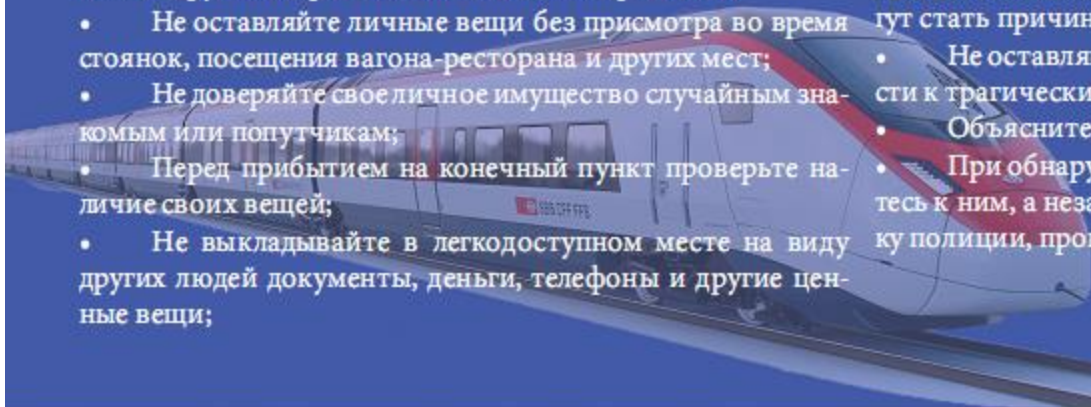 • Не оставляйте личные вещи без присмотра во время
стоянок, посещения вагона-ресторана и других мест;
• Не доверяйте свое личное имущество случайным зна-
комым или попутчикам;
• Перед прибытием на конечный пункт проверьте на-
личие своих вещей;
• Не выкладывайте в легкодоступном месте на виду
других людей документы, деньги, телефоны и другие цен-
ные вещи;
гут стать причин
• Не оставля
сти к трагически
• Объясните
• При обнару
тесь к ним, а неза
ку полиции, про
SBB CFF FFS